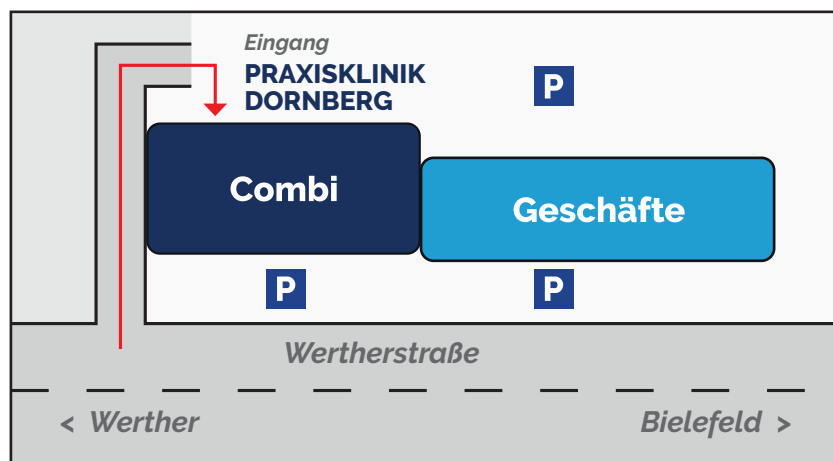 Eingang
PRAXISKLINIK
DORNBERG
P
Combi
Geschäfte
P
P
Wertherstraße
< Werther
Bielefeld >